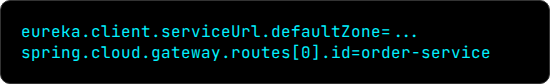 eureka.client.serviceUrl.defaultZone=...
spring.cloud.gateway.routes[0].id=order-service